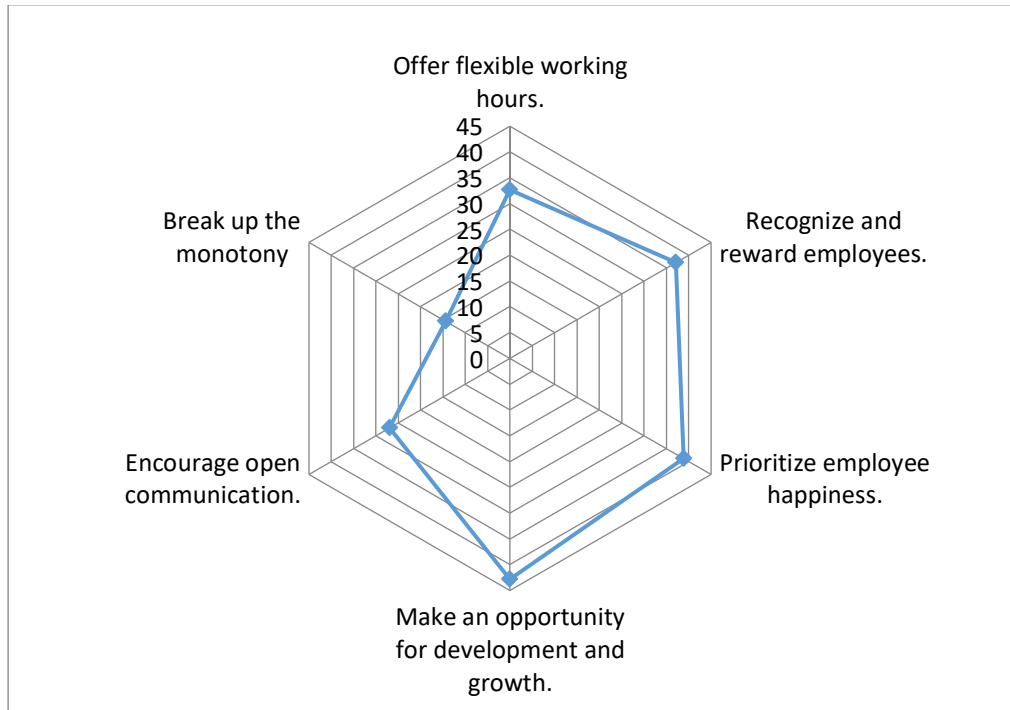 Offer flexible working
hours.
45
40
35
30
25
20
15
10
5
0
Recognize and
reward employees.
Prioritize employee
happiness.
Make an opportunity
for development and
growth.
Encourage open
communication.
Break up the
monotony